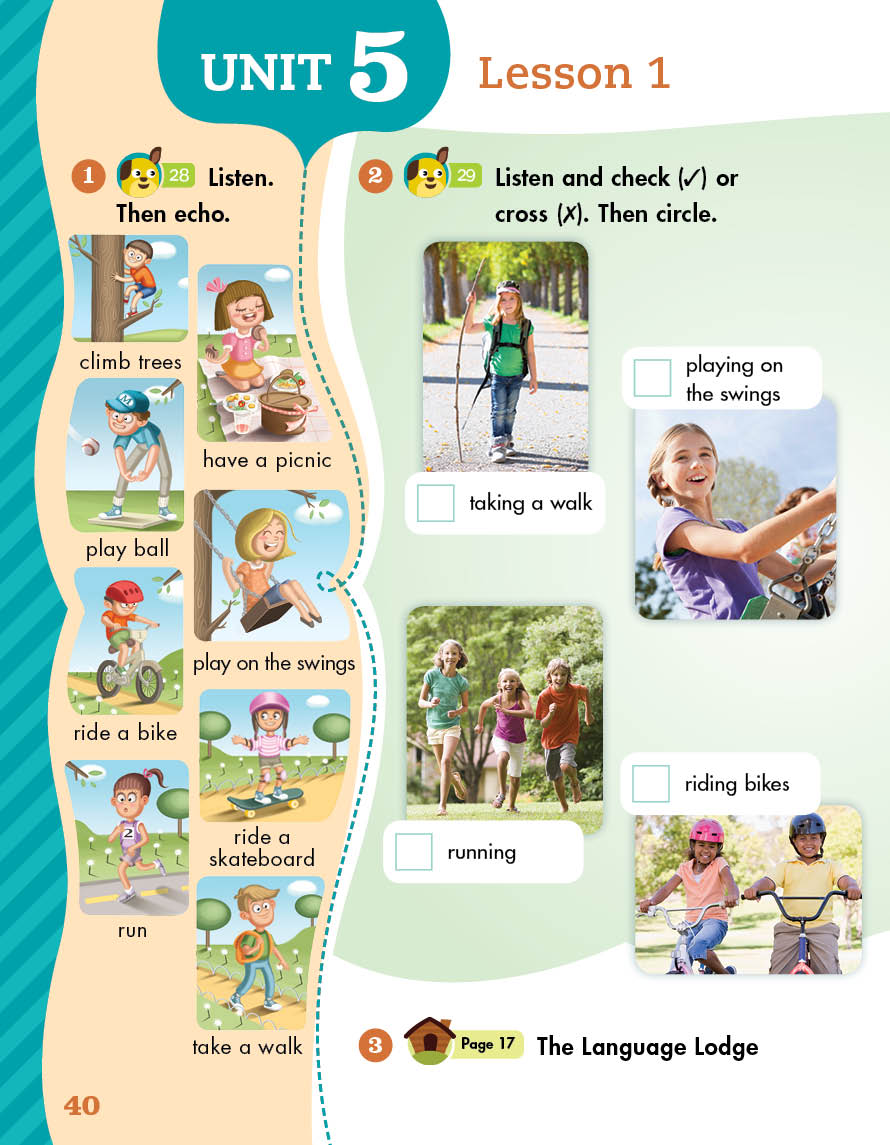 UNIT 5
Lesson 1
1 28 Listen.
Then echo.
climb trees
have a picnic
M
play ball
play on the swings
ride a bike
ride a
skateboard
2
run
take a walk
2 29 Listen and check (✓) or
cross (✗). Then circle.
taking a walk
playing on
the swings
running
riding bikes
3 Page 17 The Language Lodge
40